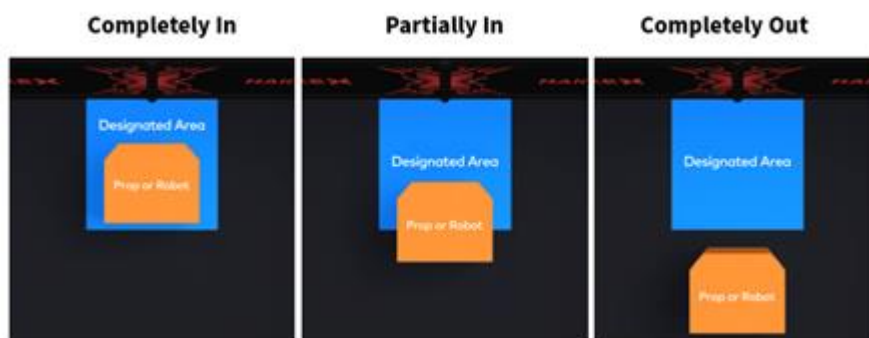 Completely In
Partially In
Completely Out
Designated Area
Prop or Robot
Designated Area
Prop or Robot
Designated Area
Prop or Robot